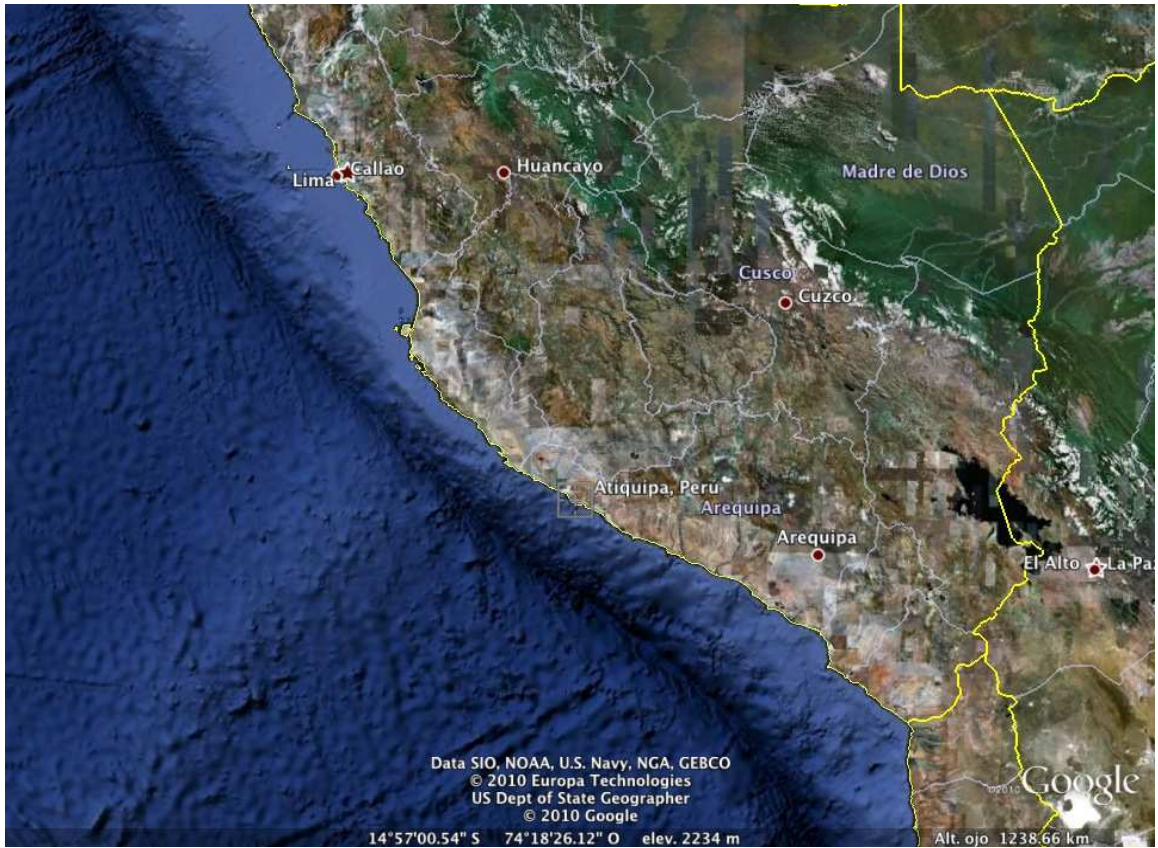 Callao
Lima
Huancayo
Madre de Dios
Cusco
Cuzco
Atiquipa, Perú
Arequipa
Arequipa
El Alto
La Paz
Data SIO, NOAA, U.S. Navy, NGA, GEBCO
© 2010 Europa Technologies
US Dept of State Geographer
© 2010 Google
©2010 Google
14°57'00.54" S 74°18'26.12" O elev. 2234 m
Alt. ojo 1238.66 km